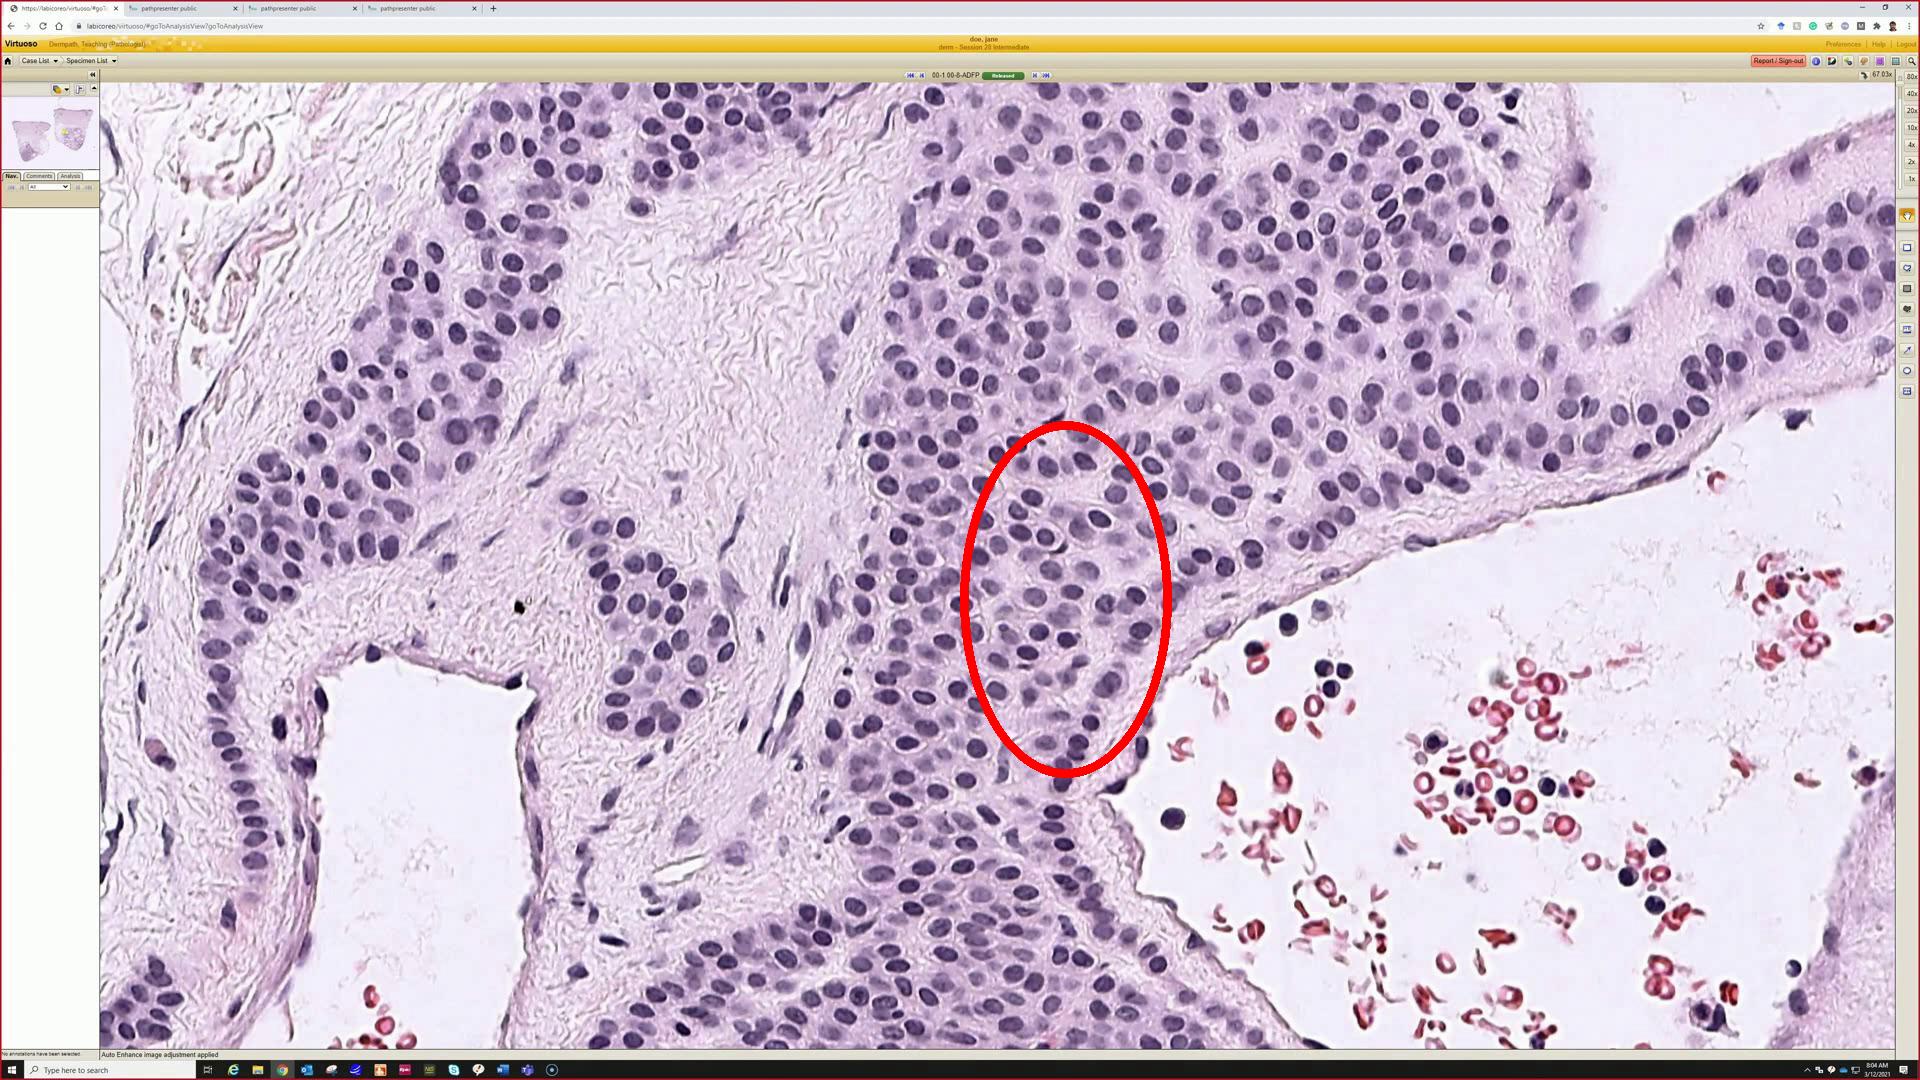 https://labicoreo/virtuoso/#goTo
pathpresenter public
pathpresenter public
pathpresenter public
labicoreo/virtuoso/#goToAnalysisView?goToAnalysisView
Virtuoso
Dermpath, Teaching (Pathologist)
doe, jane
derm - Session 28 Intermediate
Preferences
Help
Logout
Case List
Specimen List
Report / Sign-out
00-1 00-8-ADFP
Released
67.03x
80x
40x
20x
10x
4x
2x
1x
Nav.
Comments
Analysis
All
No annotations have been selected.
Auto Enhance image adjustment applied
Type here to search
8:04 AM
3/12/2021